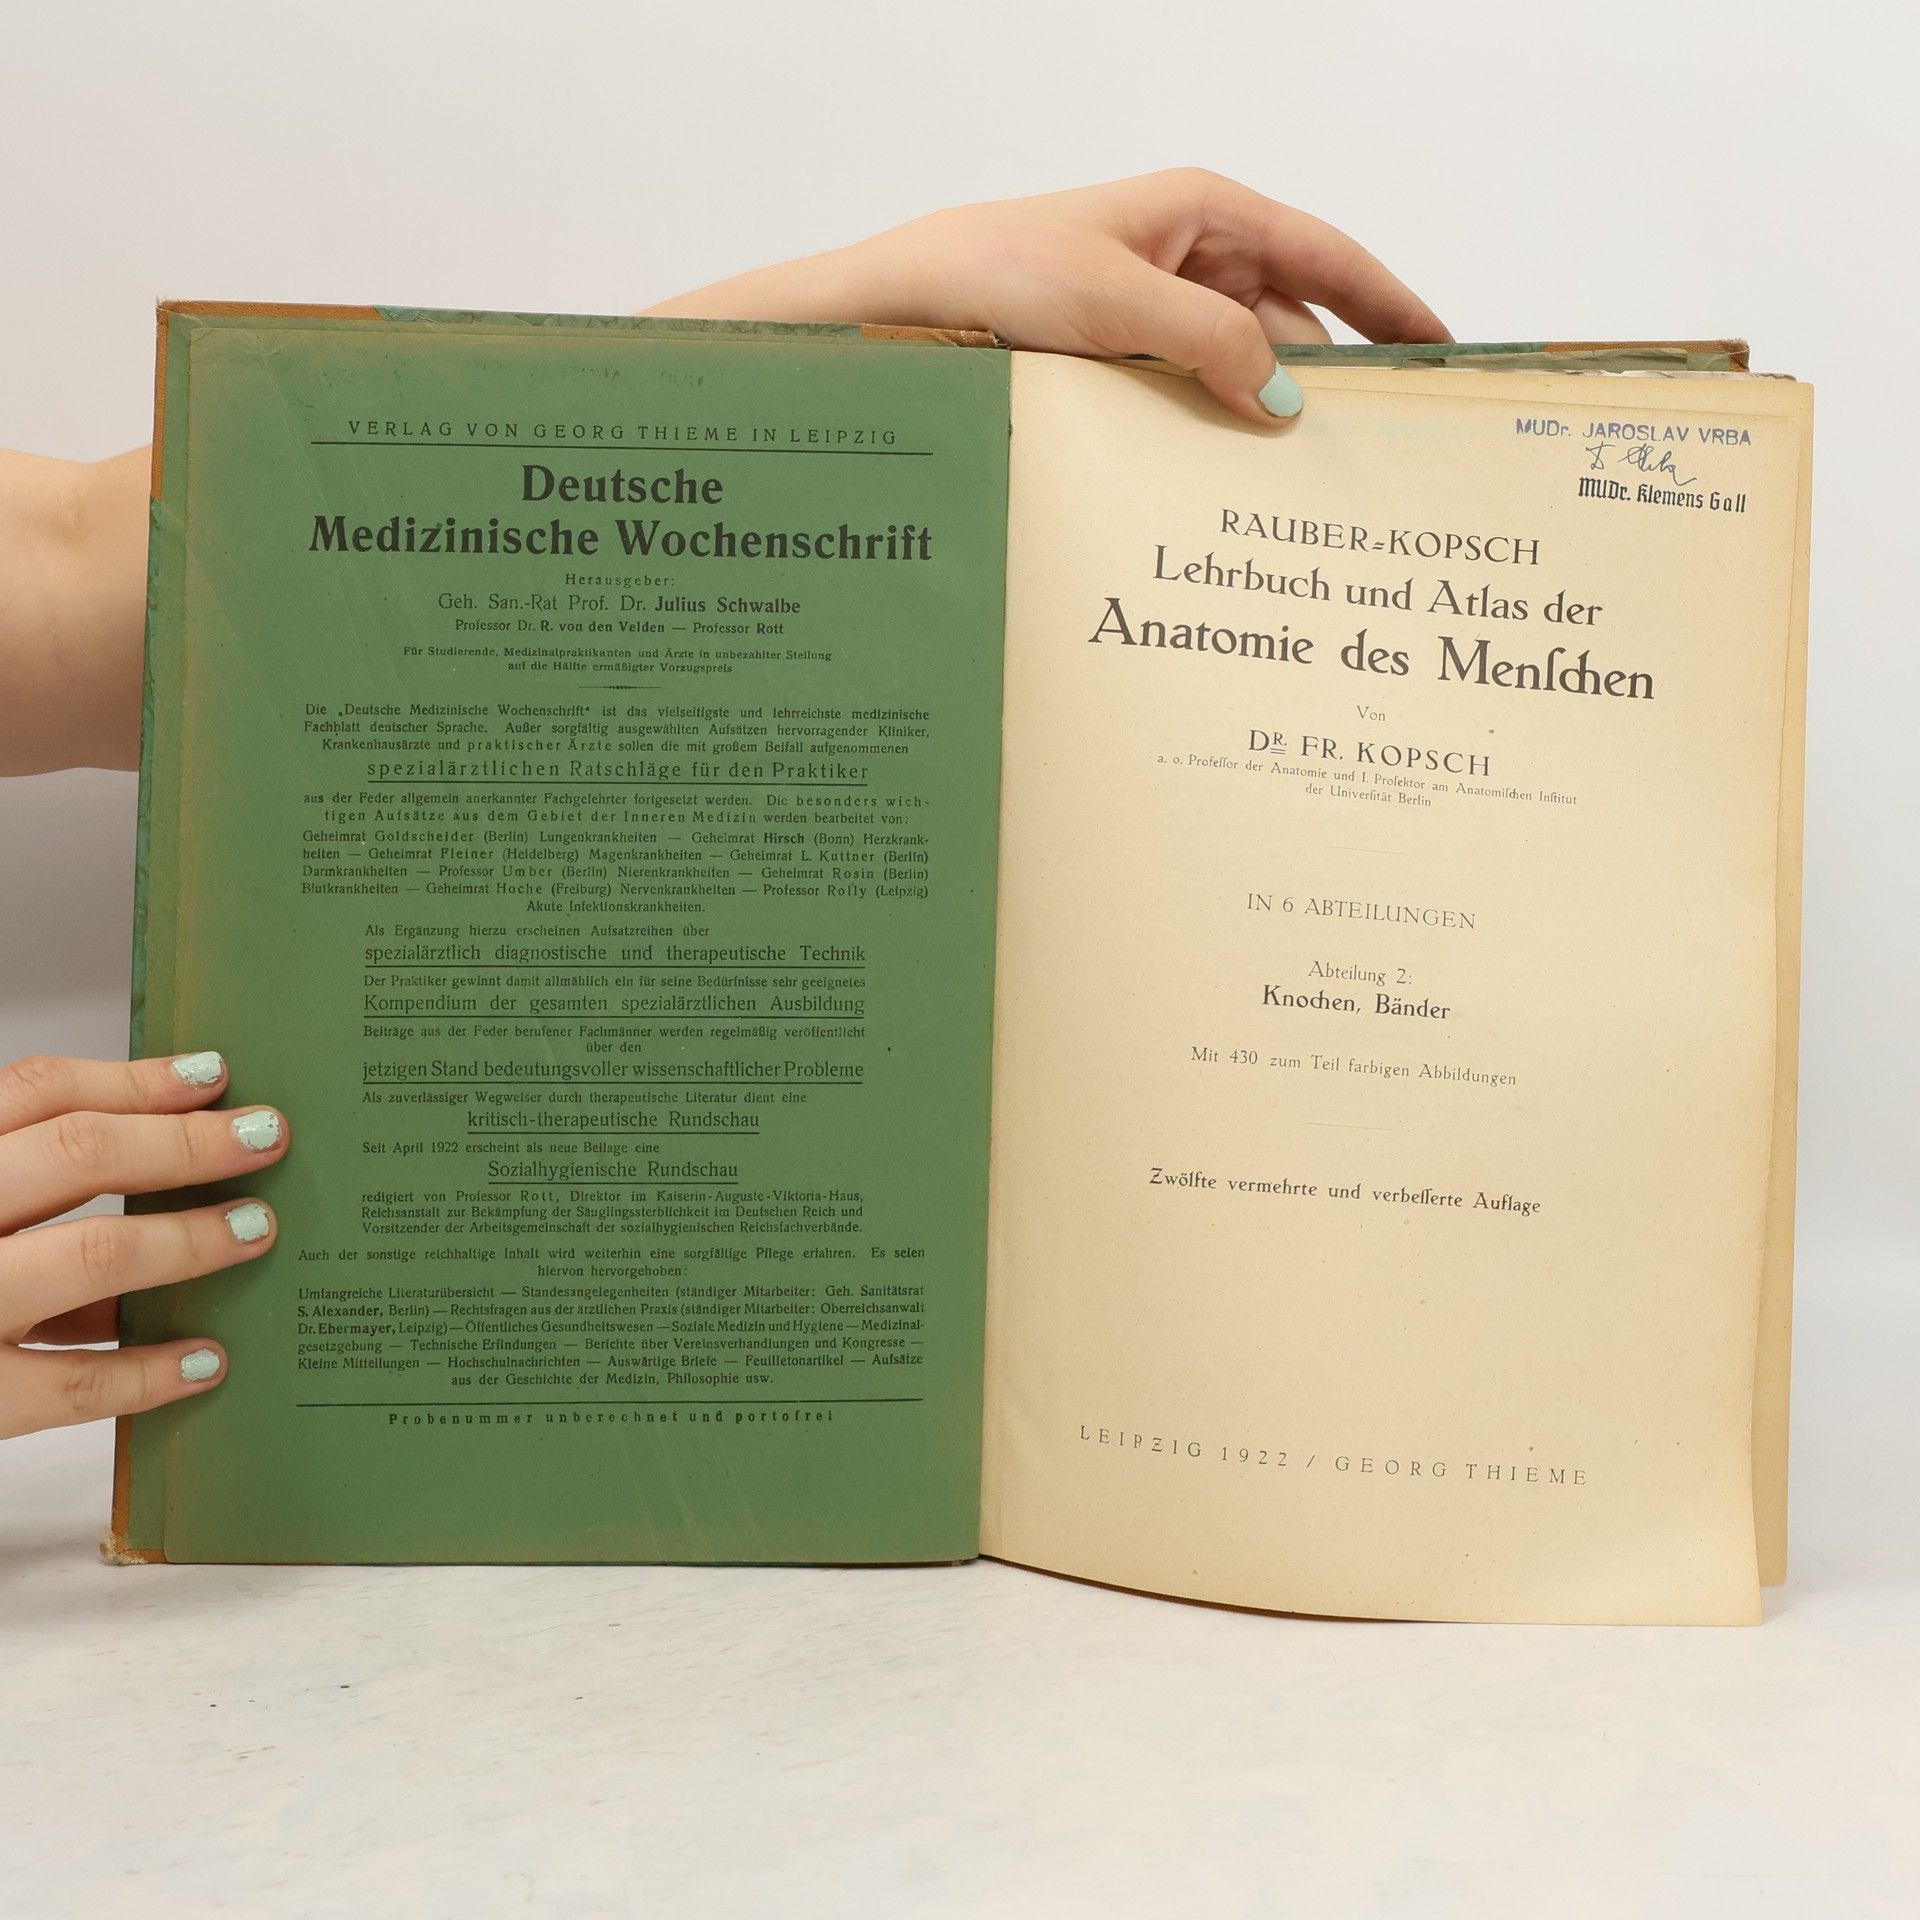 VERLAG VON GEORG THIEME IN LEIPZIG
Deutsche
Medizinische Wochenschrift
Herausgeber:
Geh. San.-Rat Prof. Dr. Julius Schwalbe
Professor Dr. R. von den Velden — Professor Rott
Für Studierende, Medizinalpraktikanten und Ärzte in unbezahlter Stellung
auf die Hälfte ermäßigter Vorzugspreis
Die „Deutsche Medizinische Wochenschrift“ ist das vielseitigste und lehrreichste medizinische
Fachblatt deutscher Sprache. Außer sorgfältig ausgewählten Aufsätzen hervorragender Kliniker,
Krankenhausärzte und praktischer Ärzte sollen die mit großem Beifall aufgenommenen
spezialärztlichen Ratschläge für den Praktiker
aus der Feder allgemein anerkannter Fachgelehrter fortgesetzt werden. Die besonders wich-
tigen Aufsätze aus dem Gebiet der Inneren Medizin werden bearbeitet von:
Geheimrat Goldscheider (Berlin) Lungenkrankheiten — Geheimrat Hirsch (Bonn) Herzkrank-
heiten — Geheimrat Fleiner (Heidelberg) Magenkrankheiten — Geheimrat L. Kuttner (Berlin)
Darmkrankheiten — Professor Umber (Berlin) Nierenkrankheiten — Geheimrat Rosin (Berlin)
Blutkrankheiten — Geheimrat Hoche (Freiburg) Nervenkrankheiten — Professor Rolly (Leipzig)
Akute Infektionskrankheiten.
Als Ergänzung hierzu erscheinen Aufsatzreihen über
spezialärztlich diagnostische und therapeutische Technik
Der Praktiker gewinnt damit allmählich ein für seine Bedürfnisse sehr geeignetes
Kompendium der gesamten spezialärztlichen Ausbildung
Beiträge aus der Feder berufener Fachmänner werden regelmäßig veröffentlicht
über den
jetzigen Stand bedeutungsvoller wissenschaftlicher Probleme
Als zuverlässiger Wegweiser durch therapeutische Literatur dient eine
kritisch-therapeutische Rundschau
Seit April 1922 erscheint als neue Beilage eine
Sozialhygienische Rundschau
redigiert von Professor Rott, Direktor im Kaiserin-Auguste-Viktoria-Haus,
Reichsanstalt zur Bekämpfung der Säuglingssterblichkeit im Deutschen Reich und
Vorsitzender der Arbeitsgemeinschaft der sozialhygienischen Reichsfachverbände.
Auch der sonstige reichhaltige Inhalt wird weiterhin eine sorgfältige Pflege erfahren. Es seien
hiervon hervorgehoben:
Umfangreiche Literaturübersicht — Standesangelegenheiten (ständiger Mitarbeiter: Geh. Sanitätsrat
S. Alexander, Berlin) — Rechtsfragen aus der ärztlichen Praxis (ständiger Mitarbeiter: Oberreichsanwalt
Dr. Ebermayer, Leipzig) — Öffentliches Gesundheitswesen — Soziale Medizin und Hygiene — Medizinal-
gesetzgebung — Technische Erfindungen — Berichte über Vereinsverhandlungen und Kongresse —
Kleine Mitteilungen — Hochschulnachrichten — Auswärtige Briefe — Feuilletonartikel — Aufsätze
aus der Geschichte der Medizin, Philosophie usw.
Probenummer unberechnet und portofrei
MUDr. JAROSLAV VRBA
MUDr. Klemens Gall
RAUBER-KOPSCH
Lehrbuch und Atlas der
Anatomie des Menſchen
Von
DR. FR. KOPSCH
a. o. Profeſſor der Anatomie und I. Proſektor am Anatomiſchen Inſtitut
der Univerſität Berlin
IN 6 ABTEILUNGEN
Abteilung 2:
Knochen, Bänder
Mit 430 zum Teil farbigen Abbildungen
Zwölfte vermehrte und verbeſſerte Auflage
LEIPZIG 1922 / GEORG THIEME